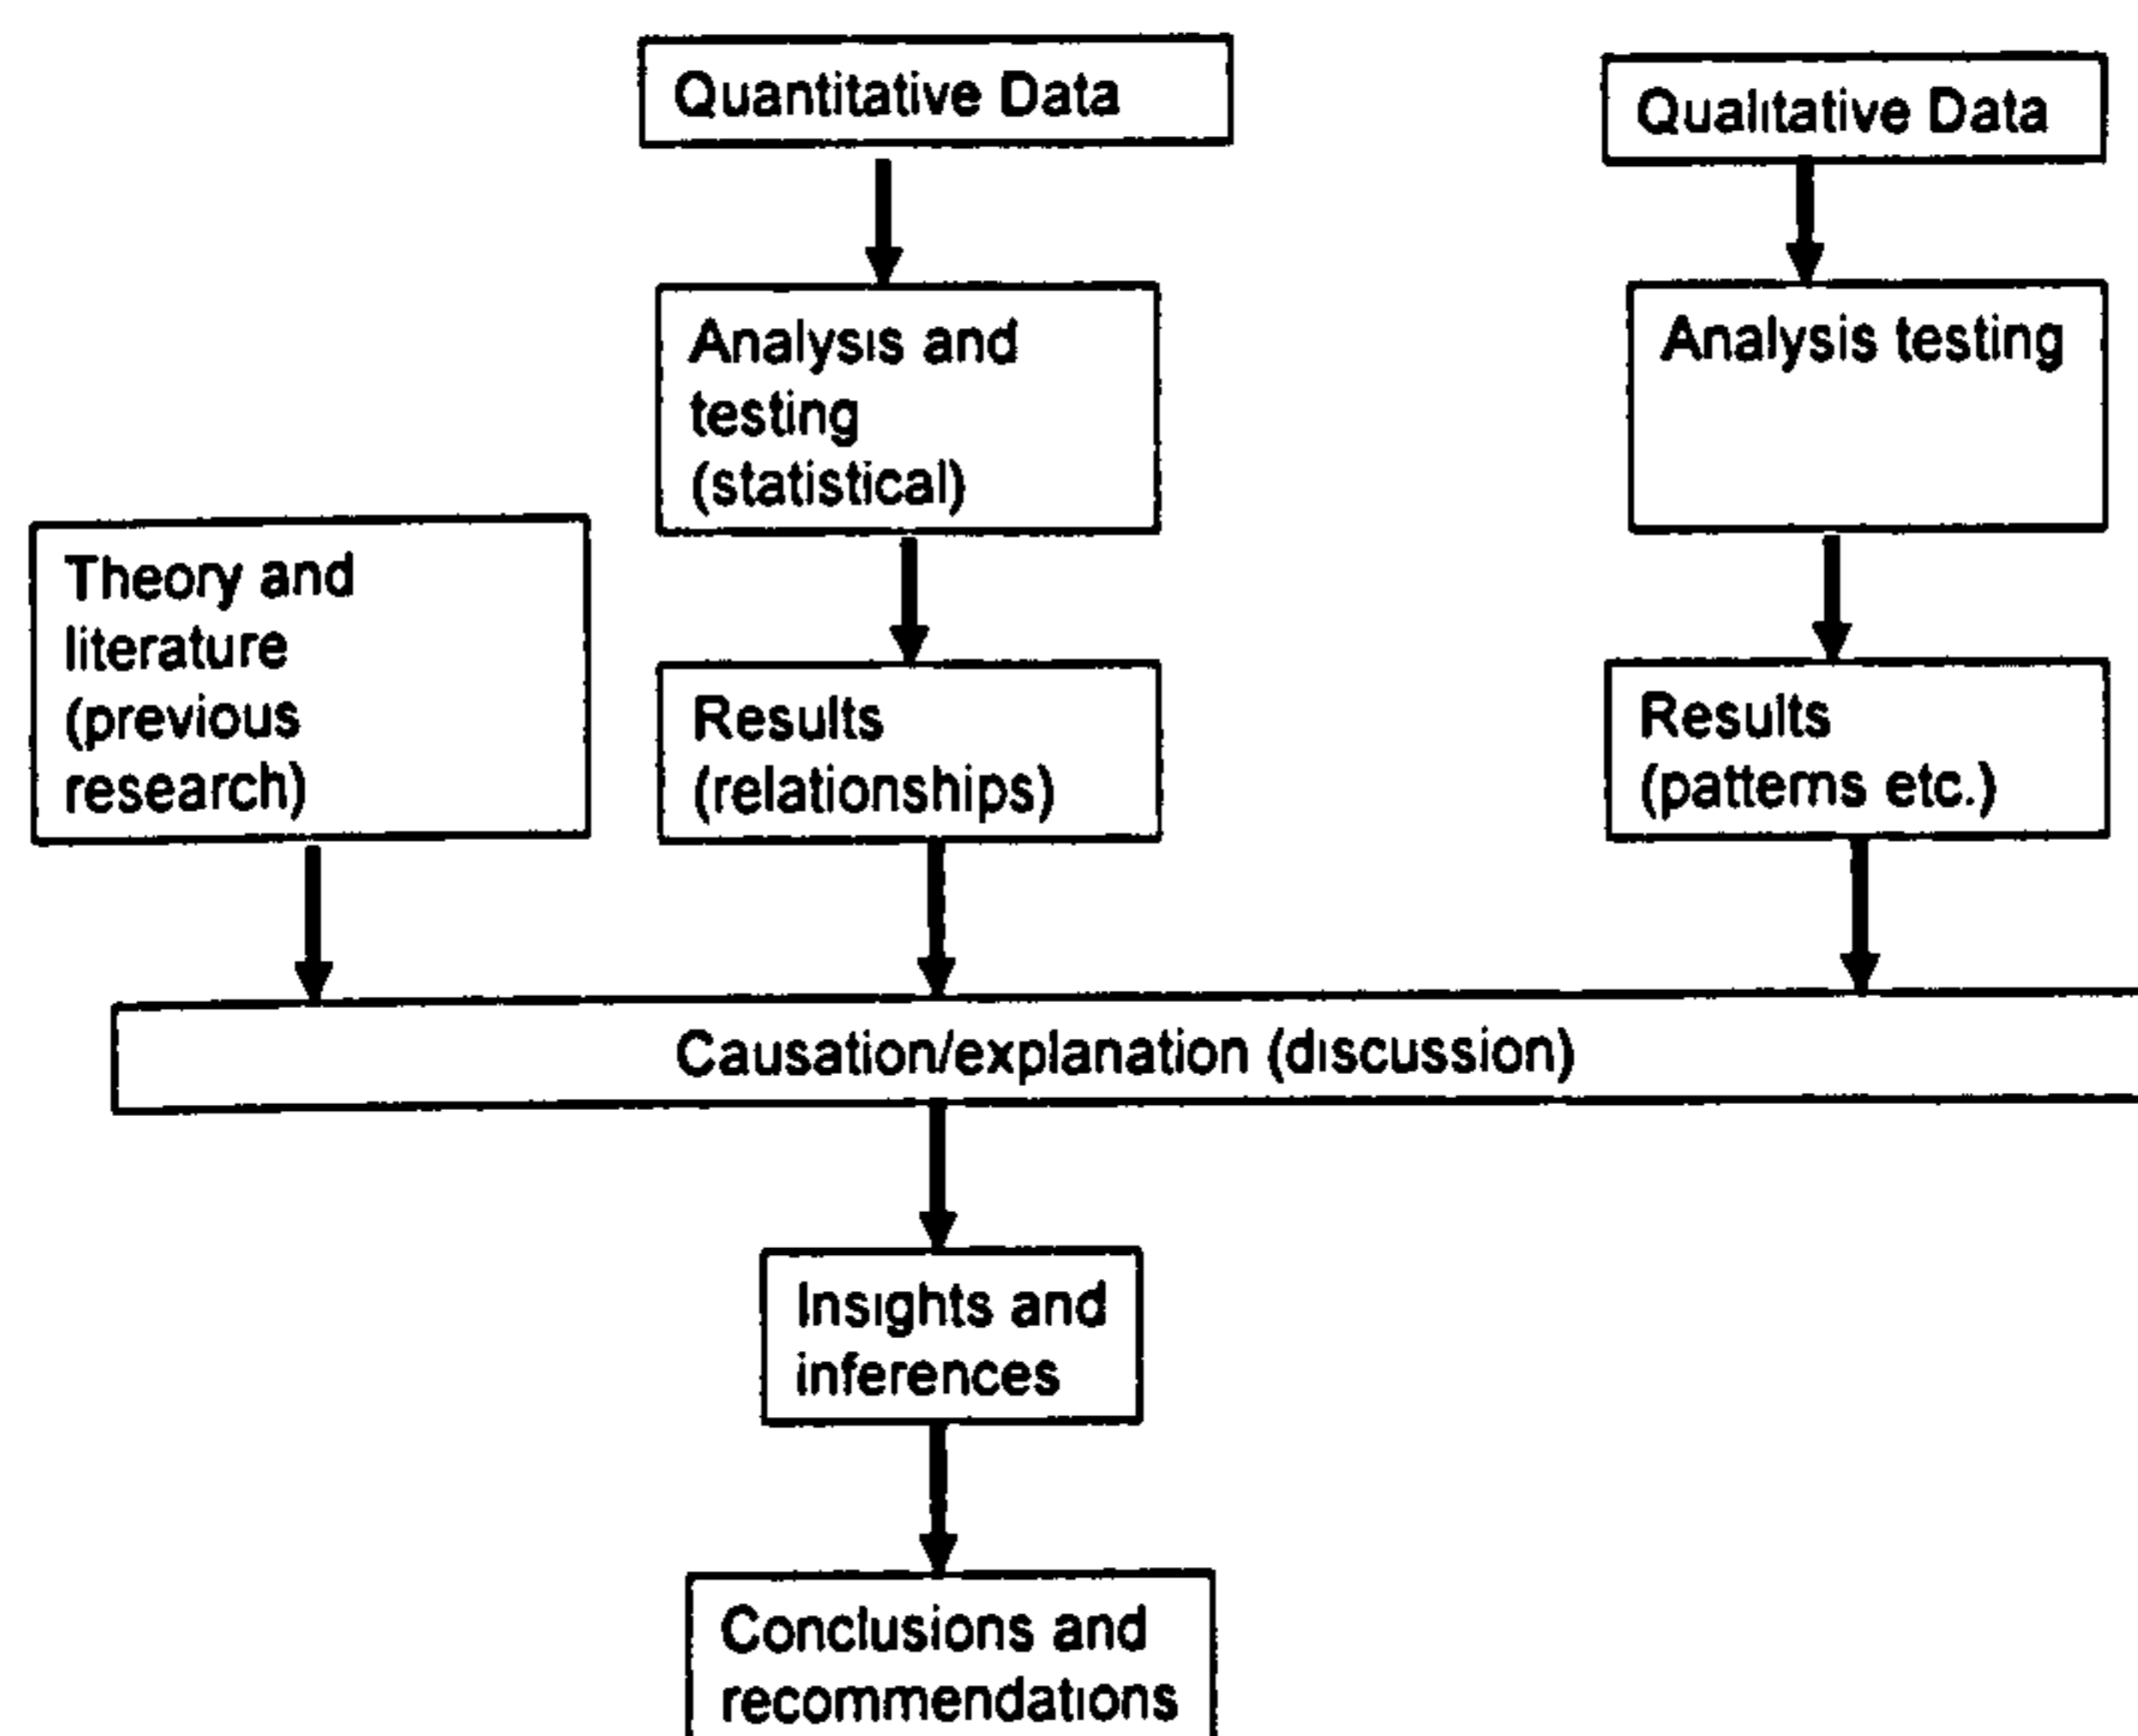 Quantitative Data
Qualitative Data
Analysis and
testing
(statistical)
Analysis testing
Theory and
literature
(previous
research)
Results
(relationships)
Results
(patterns etc.)
Causation/explanation (discussion)
Insights and
inferences
Conclusions and
recommendations